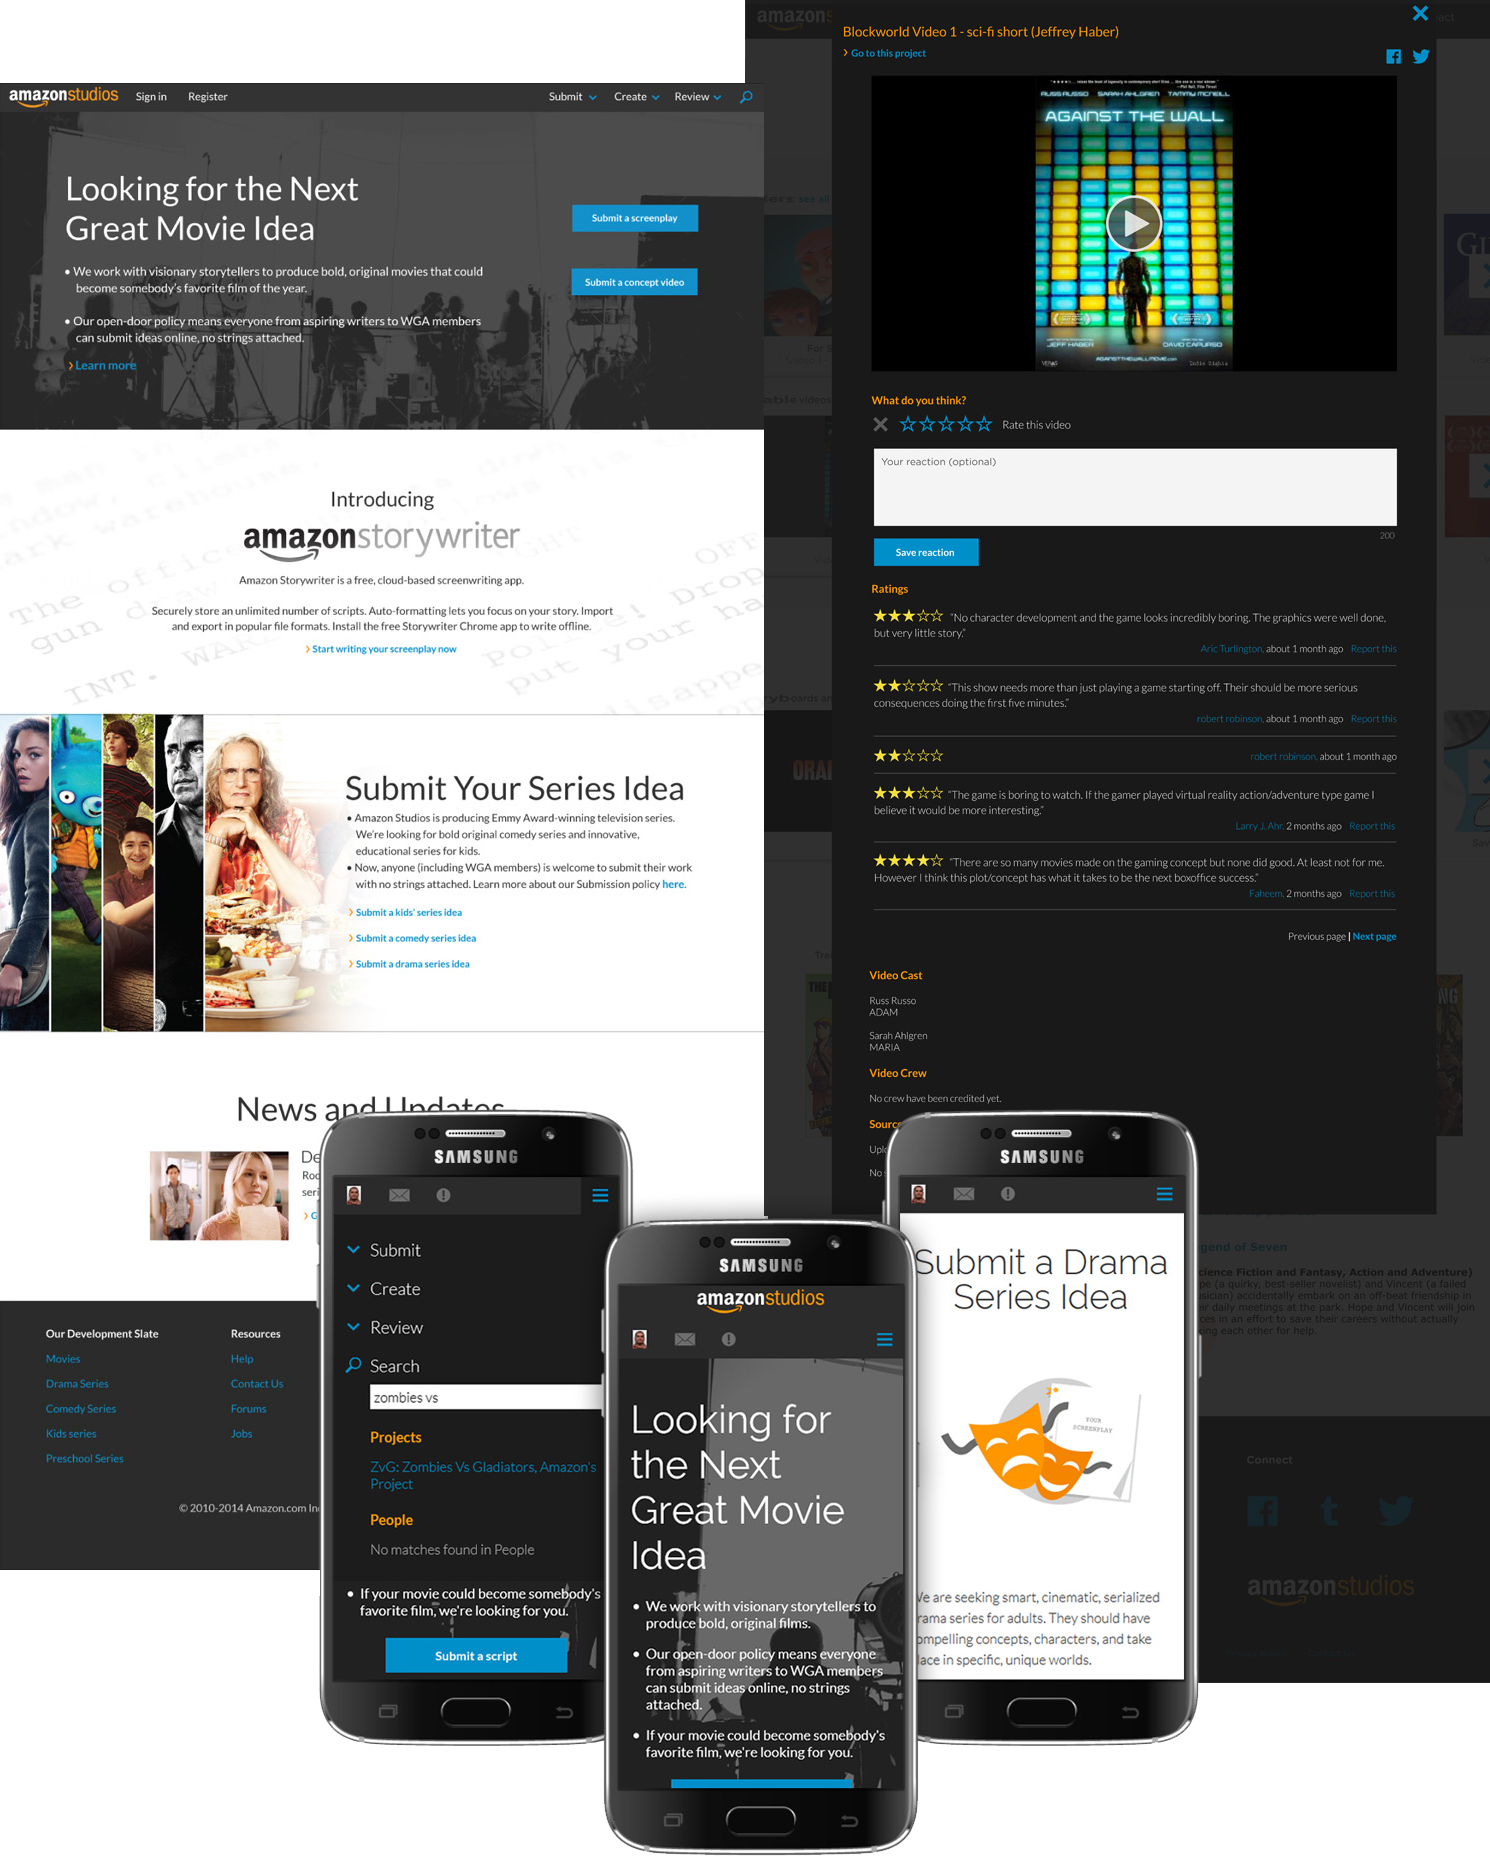 amazonstudios Sign in Register Submit Create Review
Looking for the Next
Great Movie Idea
• We work with visionary storytellers to produce bold, original movies that could
become somebody's favorite film of the year.
• Our open-door policy means everyone from aspiring writers to WGA members
can submit ideas online, no strings attached.
Learn more
Submit a screenplay
Submit a concept video
Introducing
amazonstorywriter
Amazon Storywriter is a free, cloud-based screenwriting app.
Securely store an unlimited number of scripts. Auto-formatting lets you focus on your story. Import
and export in popular file formats. Install the free Storywriter Chrome app to write offline.
Start writing your screenplay now
Submit Your Series Idea
• Amazon Studios is producing Emmy Award-winning television series.
We're looking for bold original comedy series and innovative,
educational series for kids.
• Now, anyone (including WGA members) is welcome to submit their work
with no strings attached. Learn more about our Submission policy here.
Submit a kids' series idea
Submit a comedy series idea
Submit a drama series idea
News and Updates
Our Development Slate
Movies
Drama Series
Comedy Series
Kids series
Preschool Series
Resources
Help
Contact Us
Forums
Jobs
© 2010-2014 Amazon.com
Blockworld Video 1 - sci-fi short (Jeffrey Haber)
Go to this project
RUSS RUSSO SARAH AHLGREN TAMMY MCNEILL
AGAINST THE WALL
JEFF HABER DAVID CAPURSO
AGAINSTTHEWALLMOVIE.com
What do you think?
Rate this video
Your reaction (optional)
200
Save reaction
Ratings
"No character development and the game looks incredibly boring. The graphics were well done,
but very little story."
Aric Turlington, about 1 month ago Report this
"This show needs more than just playing a game starting off. Their should be more serious
consequences doing the first five minutes."
robert robinson, about 1 month ago Report this
robert robinson, about 1 month ago
"The game is boring to watch. If the gamer played virtual reality action/adventure type game I
believe it would be more interesting."
Larry J. Ahr, 2 months ago Report this
"There are so many movies made on the gaming concept but none did good. At least not for me.
However I think this plot/concept has what it takes to be the next boxoffice success."
Faheem, 2 months ago Report this
Previous page | Next page
Video Cast
Russ Russo
ADAM
Sarah Ahlgren
MARIA
Video Crew
No crew have been credited yet.
Connect
amazonstudios
SAMSUNG
Submit
Create
Review
Search
zombies vs
Projects
ZvG: Zombies Vs Gladiators, Amazon's
Project
People
No matches found in People
• If your movie could become somebody's
favorite film, we're looking for you.
Submit a script
SAMSUNG
amazonstudios
Looking for
the Next
Great Movie
Idea
• We work with visionary storytellers to
produce bold, original films.
• Our open-door policy means everyone
from aspiring writers to WGA members
can submit ideas online, no strings
attached.
• If your movie could become somebody's
favorite film, we're looking for you.
SAMSUNG
Submit a Drama
Series Idea
YOUR
SCREENPLAY
We are seeking smart, cinematic, serialized
drama series for adults. They should have
compelling concepts, characters, and take
place in specific, unique worlds.